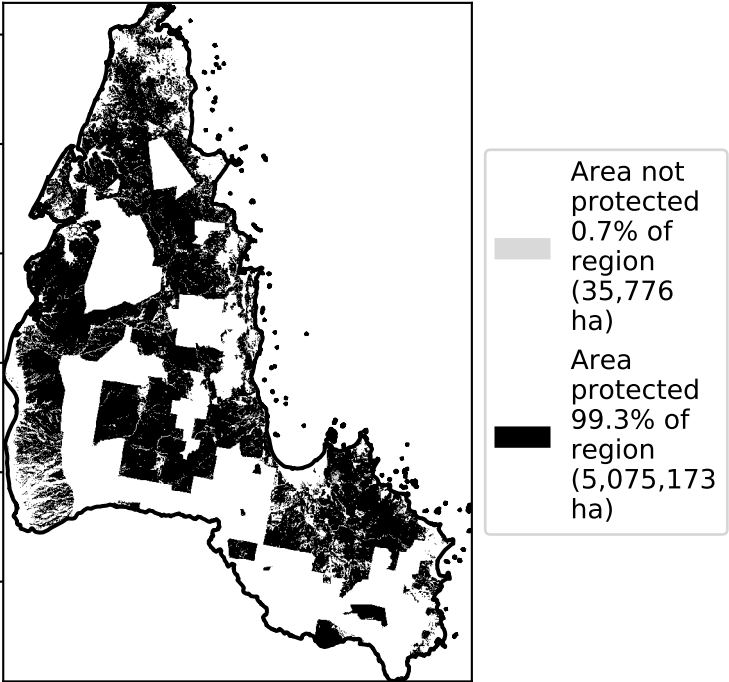 Area not
protected
0.7% of
region
(35,776
ha)
Area
protected
99.3% of
region
(5,075,173
ha)